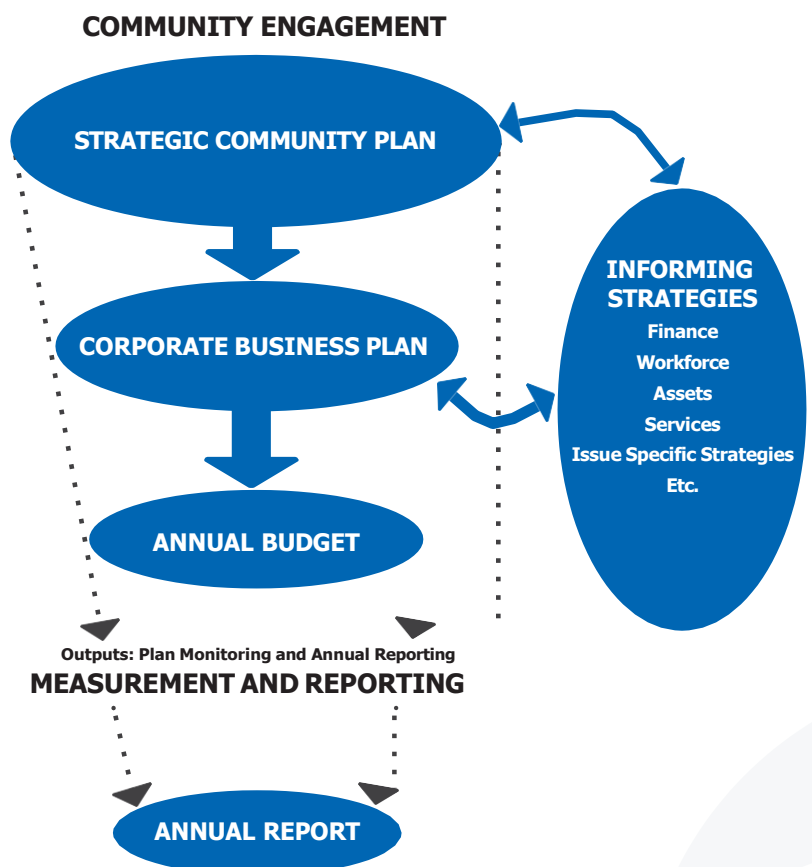 COMMUNITY ENGAGEMENT
STRATEGIC COMMUNITY PLAN
INFORMING
STRATEGIES
Finance
Workforce
Assets
Services
Issue Specific Strategies
Etc.
CORPORATE BUSINESS PLAN
ANNUAL BUDGET
Outputs: Plan Monitoring and Annual Reporting
MEASUREMENT AND REPORTING
ANNUAL REPORT